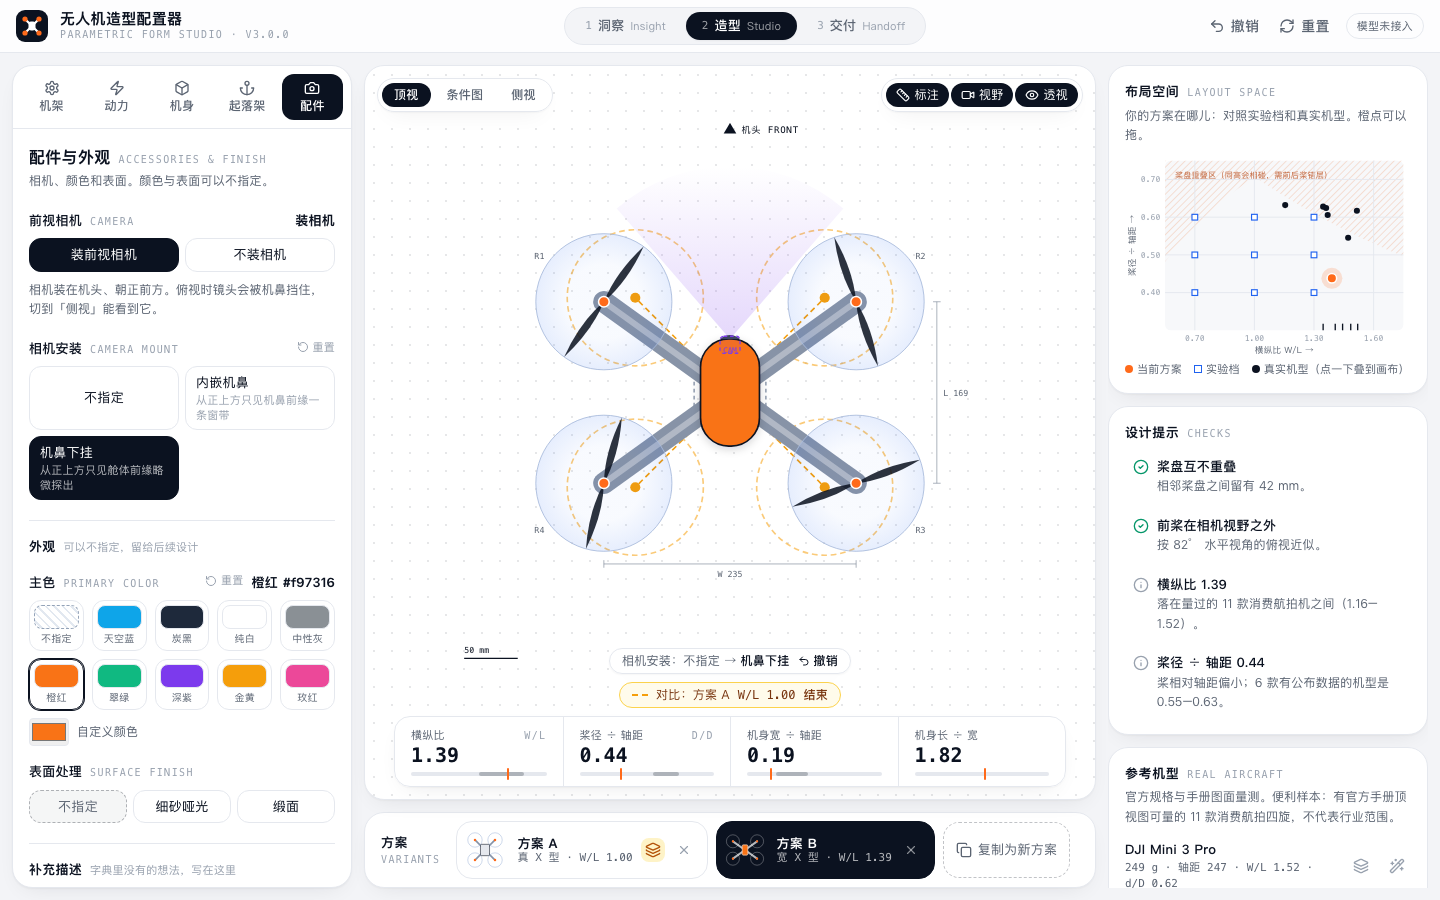 无人机造型配置器
PARAMETRIC FORM STUDIO · V3.0.0
1 洞察 Insight
2 造型 Studio
3 交付 Handoff
撤销
重置
模型未接入
机架
动力
机身
起落架
配件
配件与外观 ACCESSORIES & FINISH
相机、颜色和表面。颜色与表面可以不指定。
前视相机 CAMERA 装相机
装前视相机
不装相机
相机装在机头、朝正前方。俯视时镜头会被机鼻挡住，
切到「侧视」能看到它。
相机安装 CAMERA MOUNT 重置
不指定
内嵌机鼻
从正上方只见机鼻前缘一
条窗带
机鼻下挂
从正上方只见舱体前缘略
微探出
外观 可以不指定，留给后续设计
主色 PRIMARY COLOR 重置 橙红 #f97316
不指定
天空蓝
炭黑
纯白
中性灰
橙红
翠绿
深紫
金黄
玫红
自定义颜色
表面处理 SURFACE FINISH
不指定
细砂哑光
缎面
补充描述 字典里没有的想法，写在这里
顶视
条件图
侧视
标注
视野
透视
机头 FRONT
R1
R2
L 169
R4
R3
W 235
50 mm
相机安装：不指定 → 机鼻下挂 撤销
对比：方案 A W/L 1.00 结束
横纵比 W/L
1.39
桨径 ÷ 轴距 D/D
0.44
机身宽 ÷ 轴距
0.19
机身长 ÷ 宽
1.82
方案
VARIANTS
方案 A
真 X 型 · W/L 1.00
方案 B
宽 X 型 · W/L 1.39
复制为新方案
布局空间 LAYOUT SPACE
你的方案在哪儿：对照实验档和真实机型。橙点可以
拖。
桨盘重叠区（同高会相碰，需前后桨错层）
0.70
0.60
0.50
0.40
桨径 ÷ 轴距 →
0.70 1.00 1.30 1.60
横纵比 W/L →
当前方案 实验档 真实机型（点一下叠到画布）
设计提示 CHECKS
桨盘互不重叠
相邻桨盘之间留有 42 mm。
前桨在相机视野之外
按 82° 水平视角的俯视近似。
横纵比 1.39
落在量过的 11 款消费航拍机之间（1.16–
1.52）。
桨径 ÷ 轴距 0.44
桨相对轴距偏小；6 款有公布数据的机型是
0.55–0.63。
参考机型 REAL AIRCRAFT
官方规格与手册图面量测。便利样本：有官方手册顶
视图可量的 11 款消费航拍四旋，不代表行业范围。
DJI Mini 3 Pro
249 g · 轴距 247 · W/L 1.52 ·
d/D 0.62